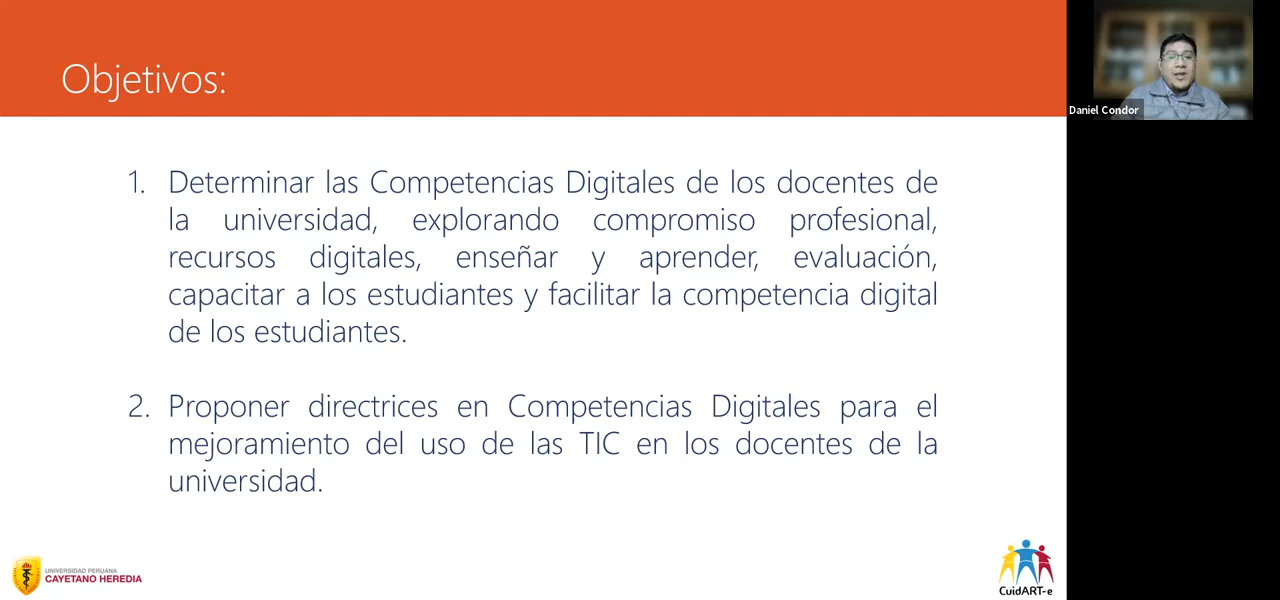 Objetivos:
1. Determinar las Competencias Digitales de los docentes de
la universidad, explorando compromiso profesional,
recursos digitales, enseñar y aprender, evaluación,
capacitar a los estudiantes y facilitar la competencia digital
de los estudiantes.
2. Proponer directrices en Competencias Digitales para el
mejoramiento del uso de las TIC en los docentes de la
universidad.
UNIVERSIDAD PERUANA
CAYETANO HEREDIA
CuidART-e
Daniel Condor